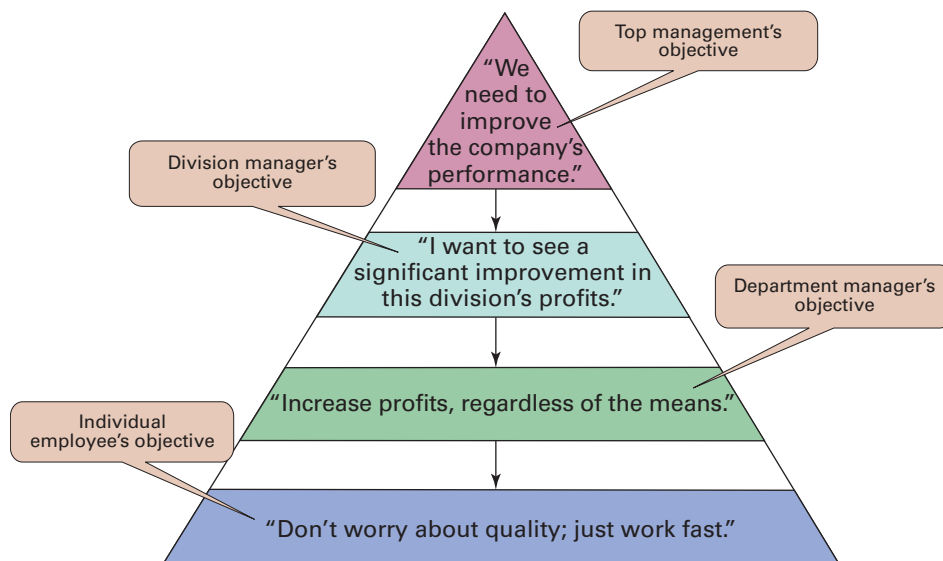 Top management’s
objective
“We
need to
improve
the company’s
performance.”
Division manager’s
objective
“I want to see a
significant improvement in
this division’s profits.”
Department manager’s
objective
“Increase profits, regardless of the means.”
Individual
employee’s objective
“Don’t worry about quality; just work fast.”